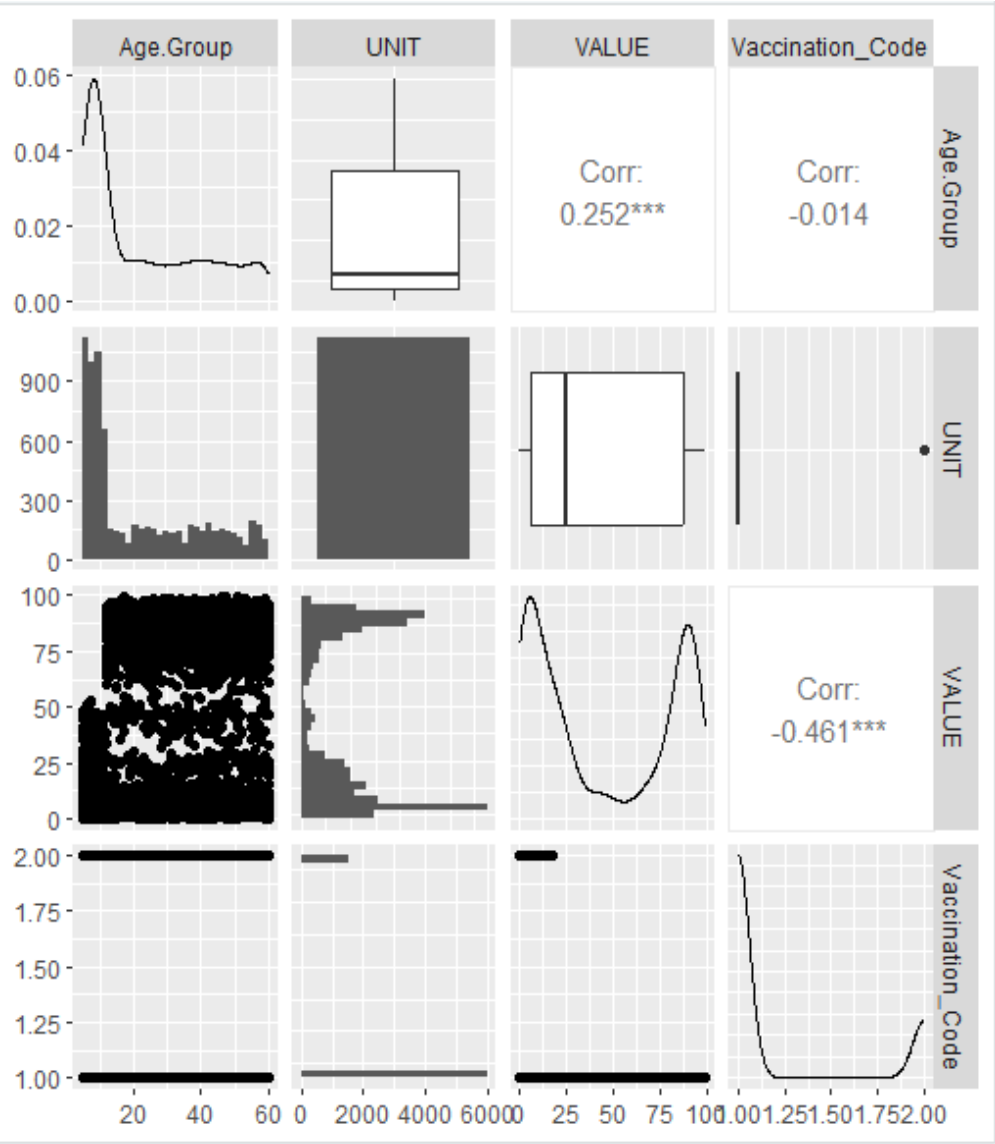 Age.Group UNIT VALUE Vaccination_Code
0.06
0.04
0.02
0.00
Corr:
0.252***
Corr:
-0.014
Age.Group
900
600
300
0
UNIT
100
75
50
25
0
Corr:
-0.461***
VALUE
2.00
1.75
1.50
1.25
1.00
Vaccination_Code
20 40 60 0 2000 4000 6000 0 25 50 75 100 1.00 1.25 1.50 1.75 2.00